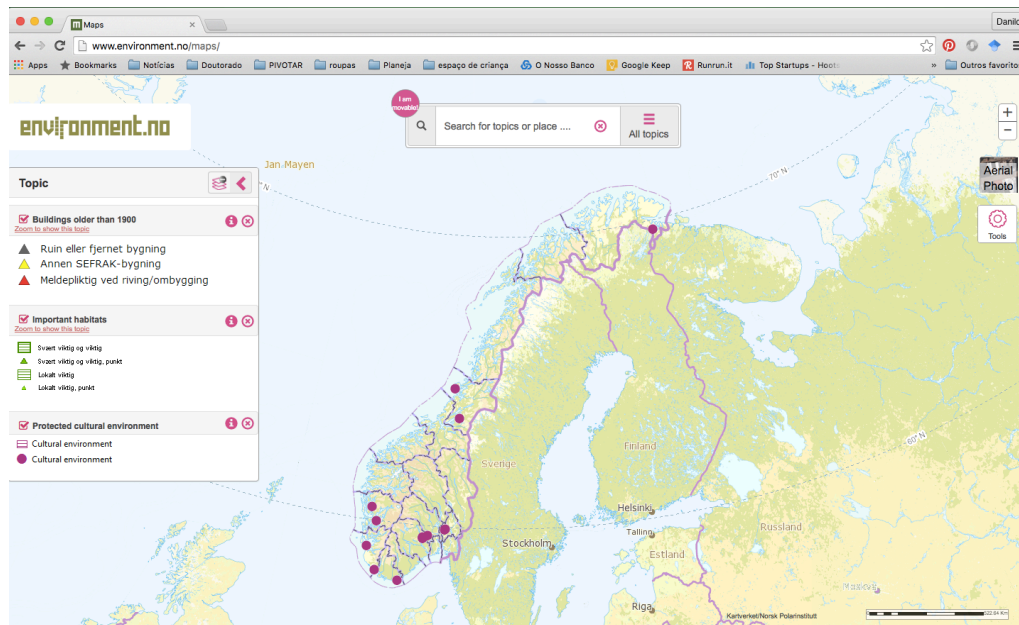 Maps
Danilo
www.environment.no/maps/
Apps Bookmarks Notícias Doutorado PIVOTAR roupas Planeja espaço de criança O Nosso Banco Google Keep Runrun.it Top Startups - Hoots » Outros favoritos
I am
movable!
environment.no
Search for topics or place ....
All topics
+
−
Jan Mayen
70° N
°N
Aerial
Photo
Topic
Tools
Buildings older than 1900
Zoom to show this topic
Ruin eller fjernet bygning
Annen SEFRAK-bygning
Meldepliktig ved riving/ombygging
Important habitats
Zoom to show this topic
Svært viktig og viktig
Svært viktig og viktig, punkt
Lokalt viktig
Lokalt viktig, punkt
Protected cultural environment
Cultural environment
Cultural environment
60° N
Finland
Sverige
Helsinki
Russland
Tallinn
Stockholm
Estland
Riga
Kartverket/Norsk Polarinstitutt